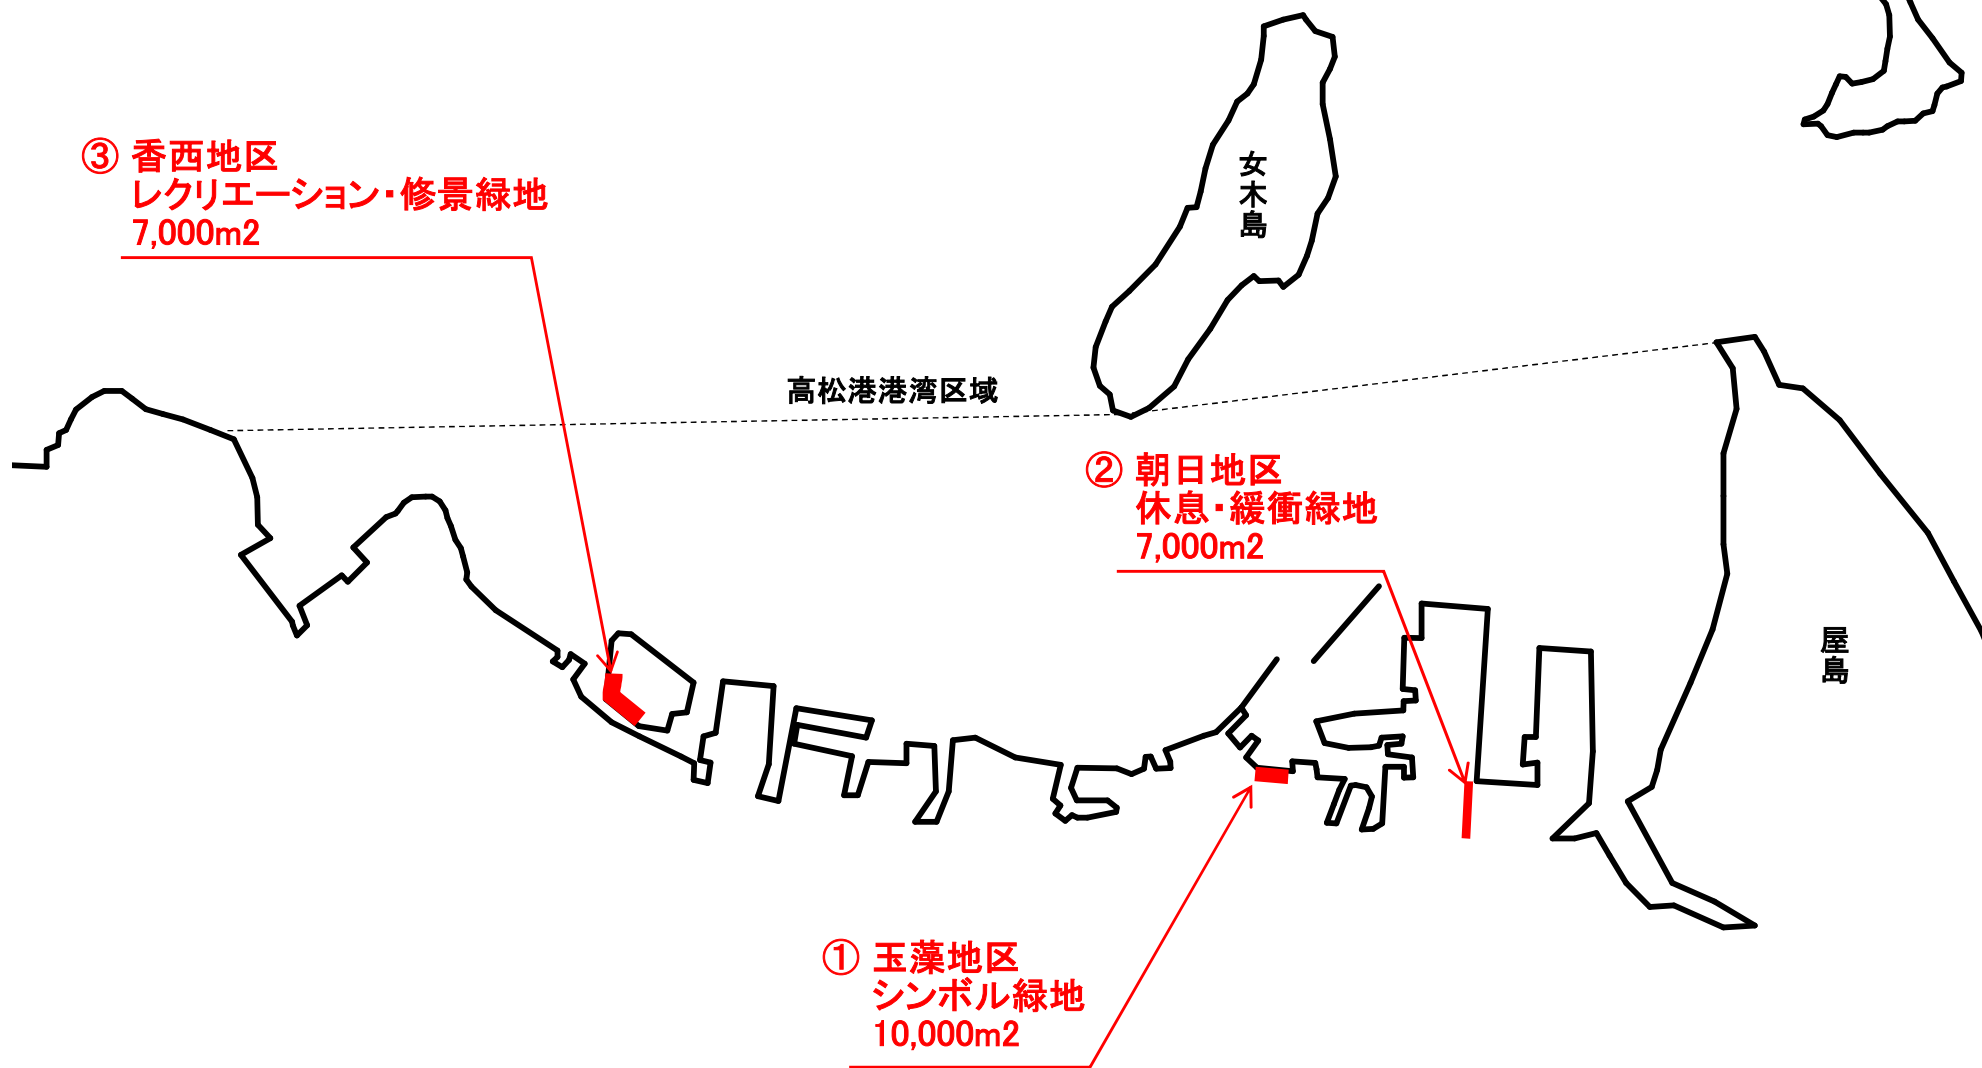 ③ 香西地区
レクリエーション・修景緑地
7,000m2
女木島
高松港港湾区域
② 朝日地区
休息・緩衝緑地
7,000m2
屋島
① 玉藻地区
シンボル緑地
10,000m2